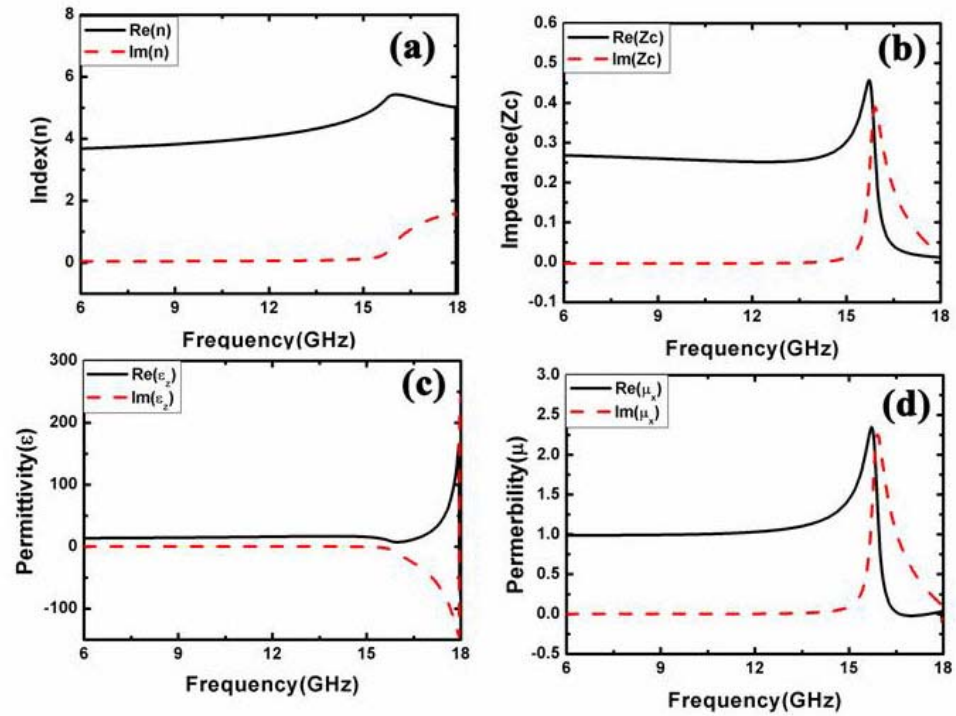 Re(n)
Im(n)
(a)
Index(n)
8
6
4
2
0
6 9 12 15 18
Frequency(GHz)
Re(Zc)
Im(Zc)
(b)
Impedance(Zc)
0.6
0.5
0.4
0.3
0.2
0.1
0.0
-0.1
6 9 12 15 18
Frequency(GHz)
Re(εz)
Im(εz)
(c)
Permittivity(ε)
300
200
100
0
-100
6 9 12 15 18
Frequency(GHz)
Re(μx)
Im(μx)
(d)
Permerbility(μ)
3.0
2.5
2.0
1.5
1.0
0.5
0.0
-0.5
6 9 12 15 18
Frequency(GHz)